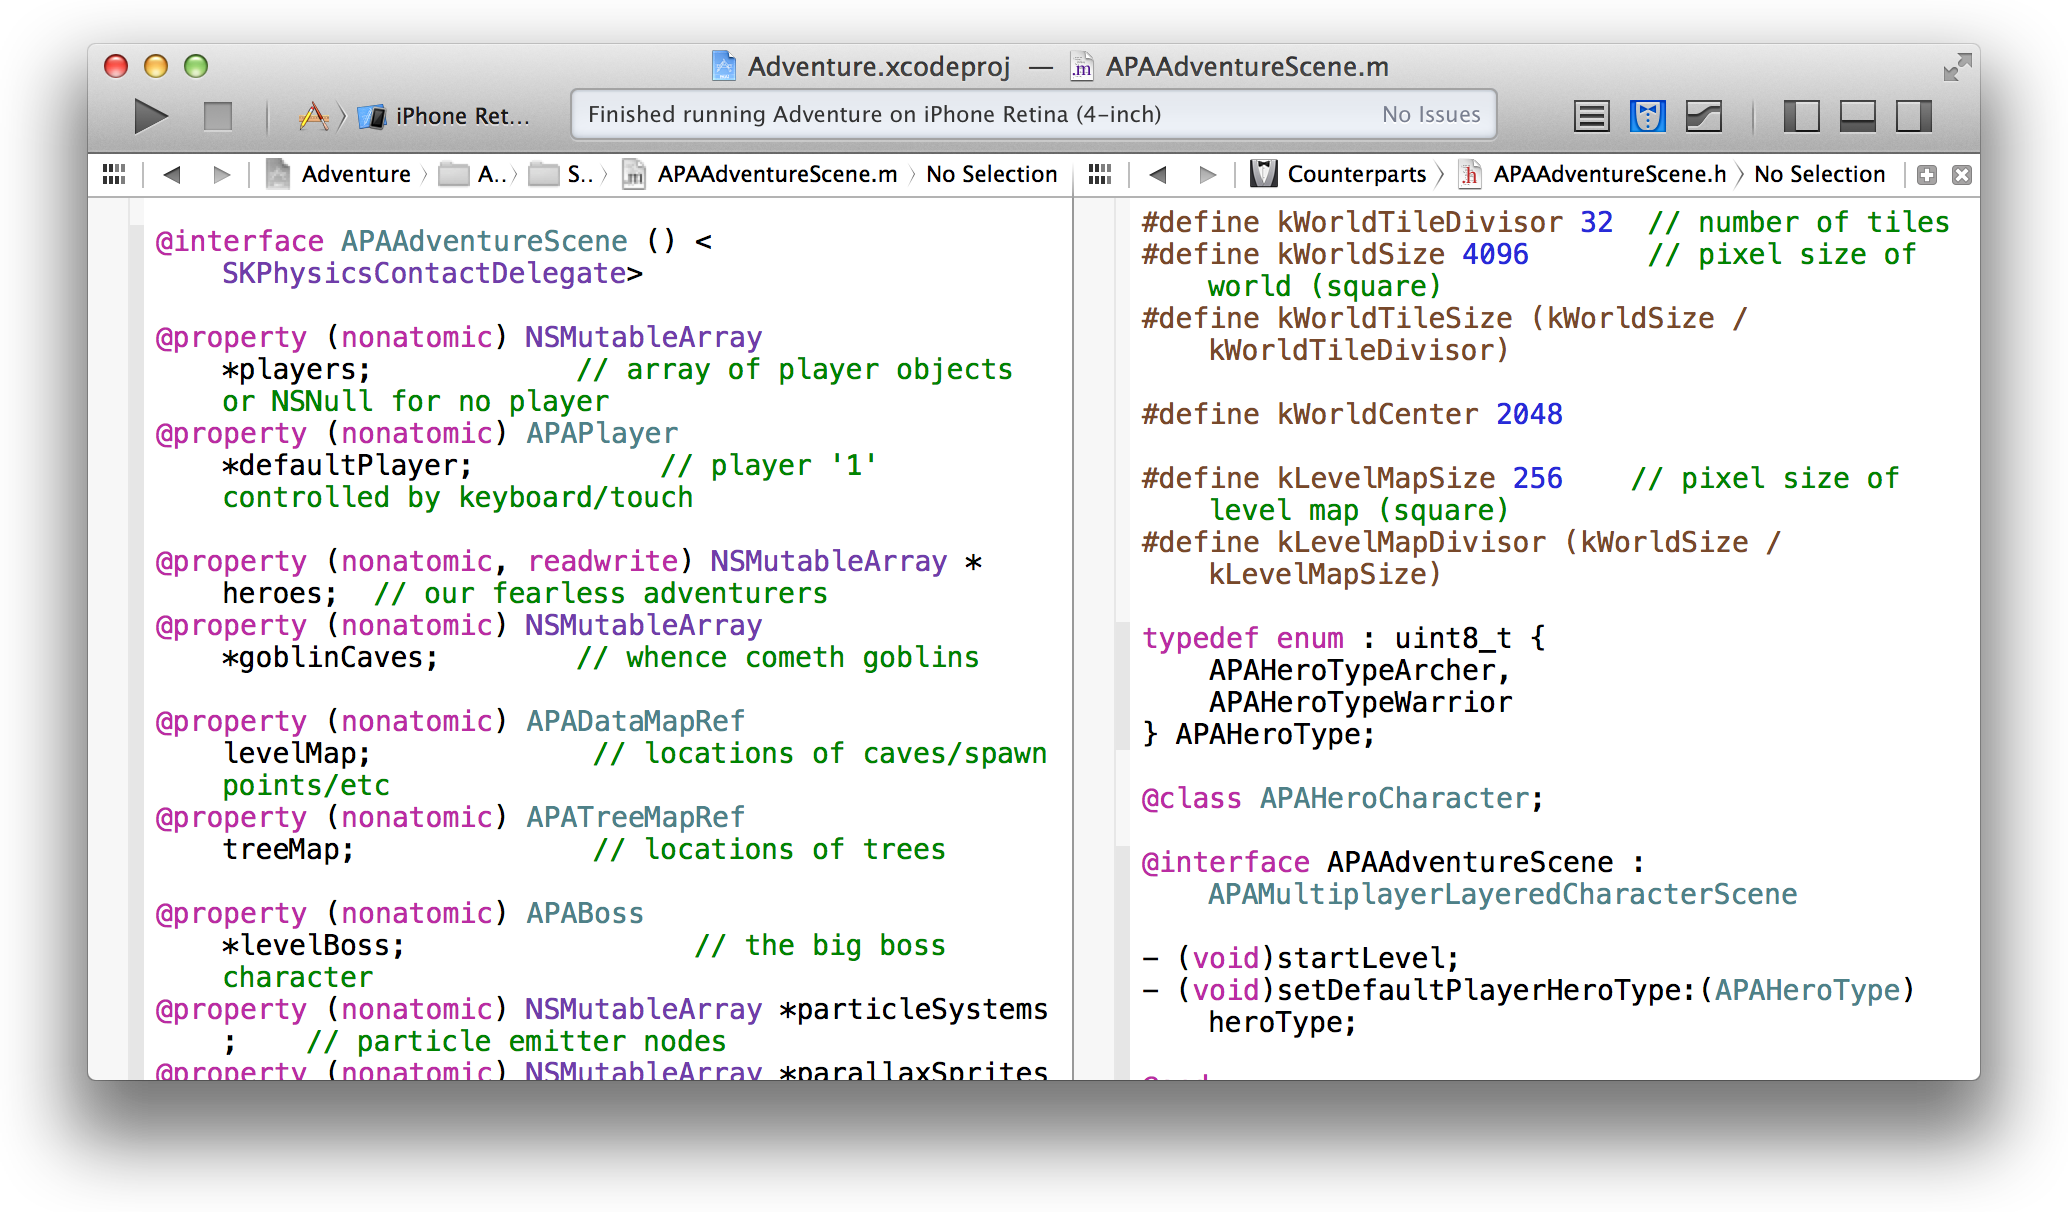 Adventure.xcodeproj — APAAdventureScene.m
iPhone Ret...
Finished running Adventure on iPhone Retina (4-inch) No Issues
Adventure A.. S.. APAAdventureScene.m No Selection
@interface APAAdventureScene () <
SKPhysicsContactDelegate>
@property (nonatomic) NSMutableArray
*players; // array of player objects
or NSNull for no player
@property (nonatomic) APAPlayer
*defaultPlayer; // player '1'
controlled by keyboard/touch
@property (nonatomic, readwrite) NSMutableArray *
heroes; // our fearless adventurers
@property (nonatomic) NSMutableArray
*goblinCaves; // whence cometh goblins
@property (nonatomic) APADataMapRef
levelMap; // locations of caves/spawn
points/etc
@property (nonatomic) APATreeMapRef
treeMap; // locations of trees
@property (nonatomic) APABoss
*levelBoss; // the big boss
character
@property (nonatomic) NSMutableArray *particleSystems
; // particle emitter nodes
@property (nonatomic) NSMutableArray *parallaxSprites
Counterparts APAAdventureScene.h No Selection
#define kWorldTileDivisor 32 // number of tiles
#define kWorldSize 4096 // pixel size of
world (square)
#define kWorldTileSize (kWorldSize /
kWorldTileDivisor)
#define kWorldCenter 2048
#define kLevelMapSize 256 // pixel size of
level map (square)
#define kLevelMapDivisor (kWorldSize /
kLevelMapSize)
typedef enum : uint8_t {
APAHeroTypeArcher,
APAHeroTypeWarrior
} APAHeroType;
@class APAHeroCharacter;
@interface APAAdventureScene :
APAMultiplayerLayeredCharacterScene
- (void)startLevel;
- (void)setDefaultPlayerHeroType:(APAHeroType)
heroType;